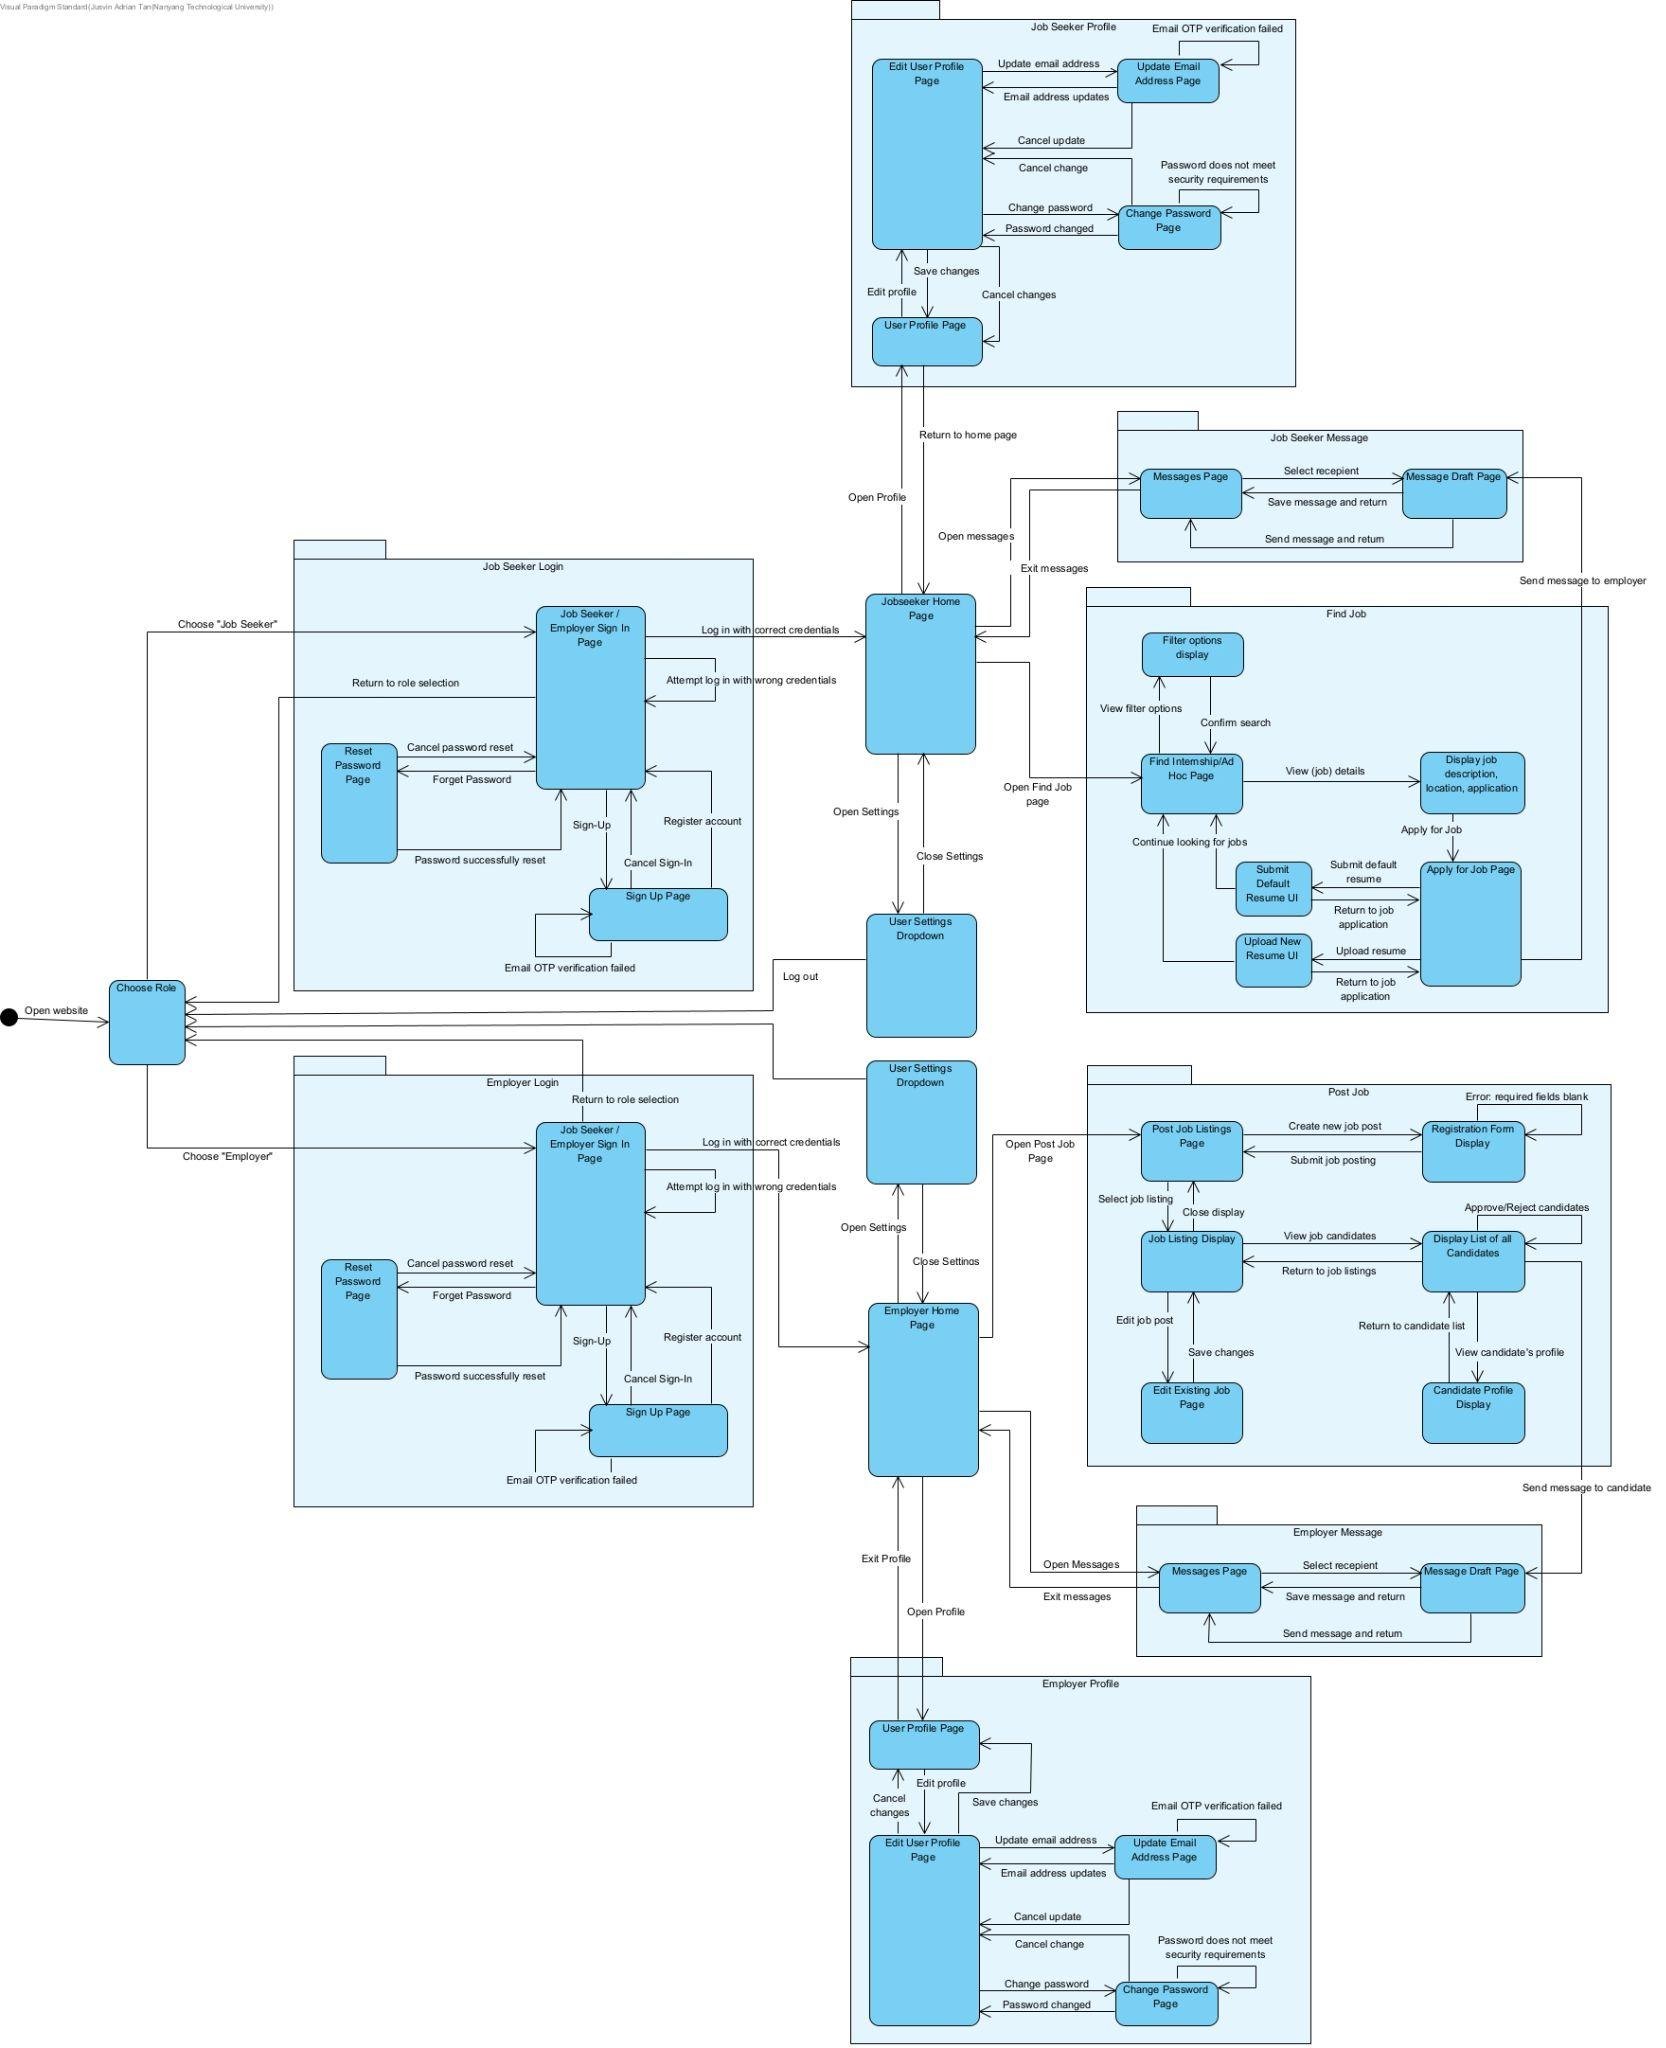 Visual Paradigm Standard(Jusvin Adrian Tan(Nanyang Technological University))
Job Seeker Profile
Email OTP verification failed
Edit User Profile
Page
Update email address
Update Email
Address Page
Email address updates
Cancel update
Cancel change
Password does not meet
security requirements
Change password
Change Password
Page
Password changed
Save changes
Edit profile
Cancel changes
User Profile Page
Return to home page
Open Profile
Job Seeker Message
Messages Page
Select recepient
Message Draft Page
Save message and return
Send message and return
Open messages
Exit messages
Send message to employer
Job Seeker Login
Choose "Job Seeker"
Job Seeker /
Employer Sign In
Page
Log in with correct credentials
Attempt log in with wrong credentials
Return to role selection
Reset
Password
Page
Cancel password reset
Forget Password
Password successfully reset
Sign-Up
Cancel Sign-In
Register account
Sign Up Page
Email OTP verification failed
Jobseeker Home
Page
Open Settings
Close Settings
User Settings
Dropdown
Log out
Find Job
Filter options
display
View filter options
Confirm search
Open Find Job
page
Find Internship/Ad
Hoc Page
View (job) details
Display job
description,
location, application
Apply for Job
Continue looking for jobs
Submit
Default
Resume UI
Submit default
resume
Apply for Job Page
Return to job
application
Upload New
Resume UI
Upload resume
Return to job
application
Open website
Choose Role
Choose "Employer"
Employer Login
Return to role selection
Job Seeker /
Employer Sign In
Page
Log in with correct credentials
Attempt log in with wrong credentials
Reset
Password
Page
Cancel password reset
Forget Password
Password successfully reset
Sign-Up
Cancel Sign-In
Register account
Sign Up Page
Email OTP verification failed
User Settings
Dropdown
Open Settings
Close Settings
Employer Home
Page
Open Post Job
Page
Post Job
Error: required fields blank
Post Job Listings
Page
Create new job post
Registration Form
Display
Submit job posting
Select job listing
Close display
Approve/Reject candidates
Job Listing Display
View job candidates
Display List of all
Candidates
Return to job listings
Edit job post
Save changes
Return to candidate list
View candidate's profile
Edit Existing Job
Page
Candidate Profile
Display
Send message to candidate
Employer Message
Open Messages
Exit messages
Messages Page
Select recepient
Message Draft Page
Save message and return
Send message and return
Exit Profile
Open Profile
Employer Profile
User Profile Page
Cancel
changes
Edit profile
Save changes
Email OTP verification failed
Edit User Profile
Page
Update email address
Update Email
Address Page
Email address updates
Cancel update
Cancel change
Password does not meet
security requirements
Change password
Change Password
Page
Password changed